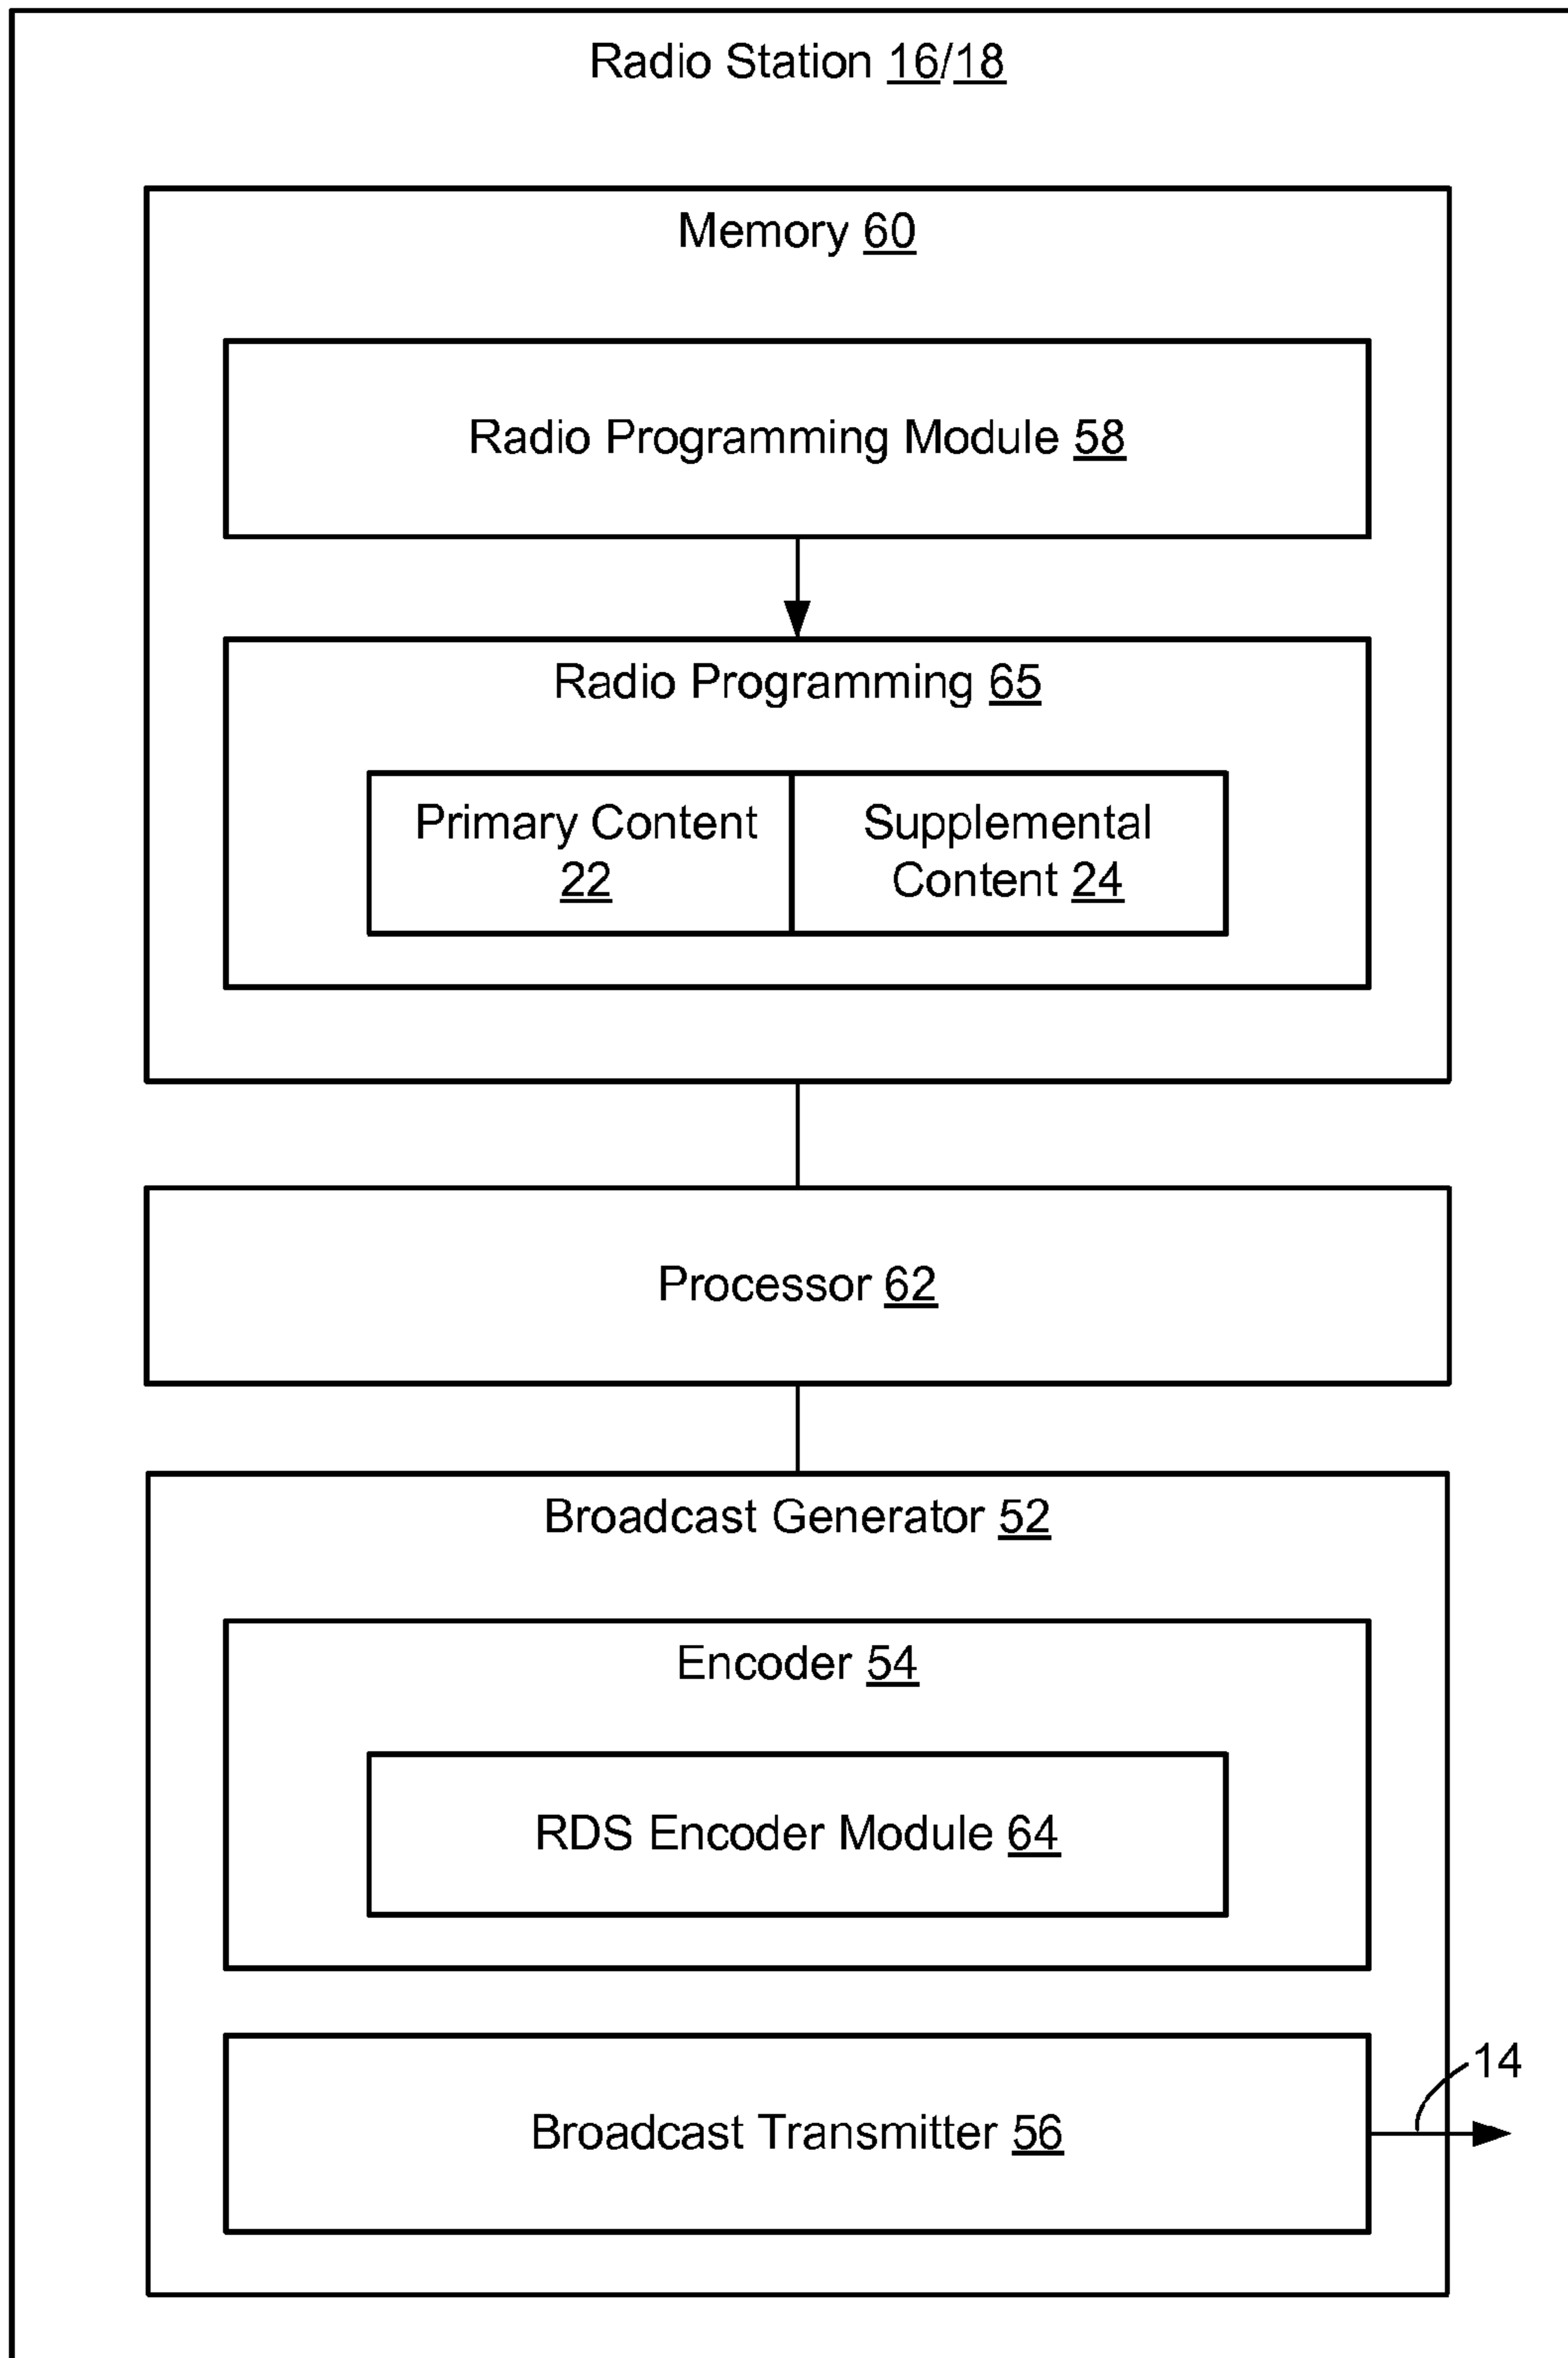 Radio Station 16/18
Memory 60
Radio Programming Module 58
Radio Programming 65
Primary Content
22
Supplemental
Content 24
Processor 62
Broadcast Generator 52
Encoder 54
RDS Encoder Module 64
14
Broadcast Transmitter 56